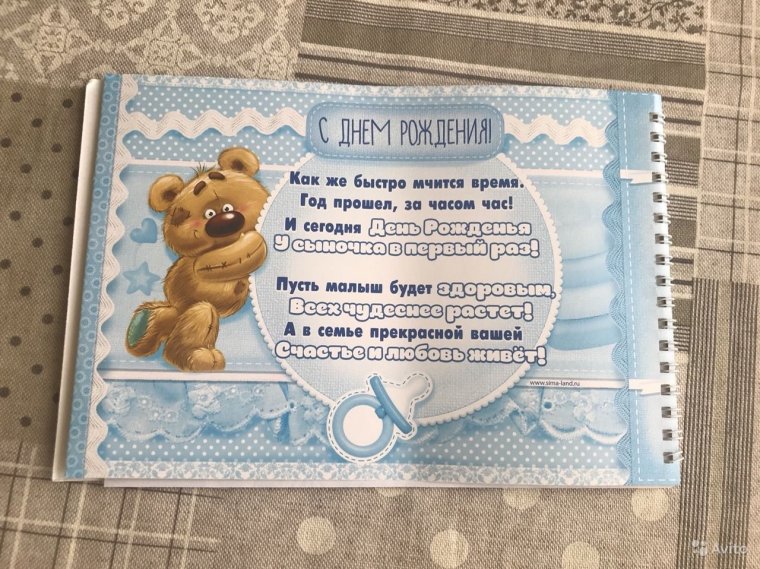 С ДНЕМ РОЖДЕНИЯ!
Как же быстро мчится время.
Год прошел, за часом час!
И сегодня День Рожденья
У сыночка в первый раз!
Пусть малыш будет здоровым,
Всех чудеснее растет!
А в семье прекрасной вашей
Счастье и любовь живёт!
www.sima-land.ru
Avito